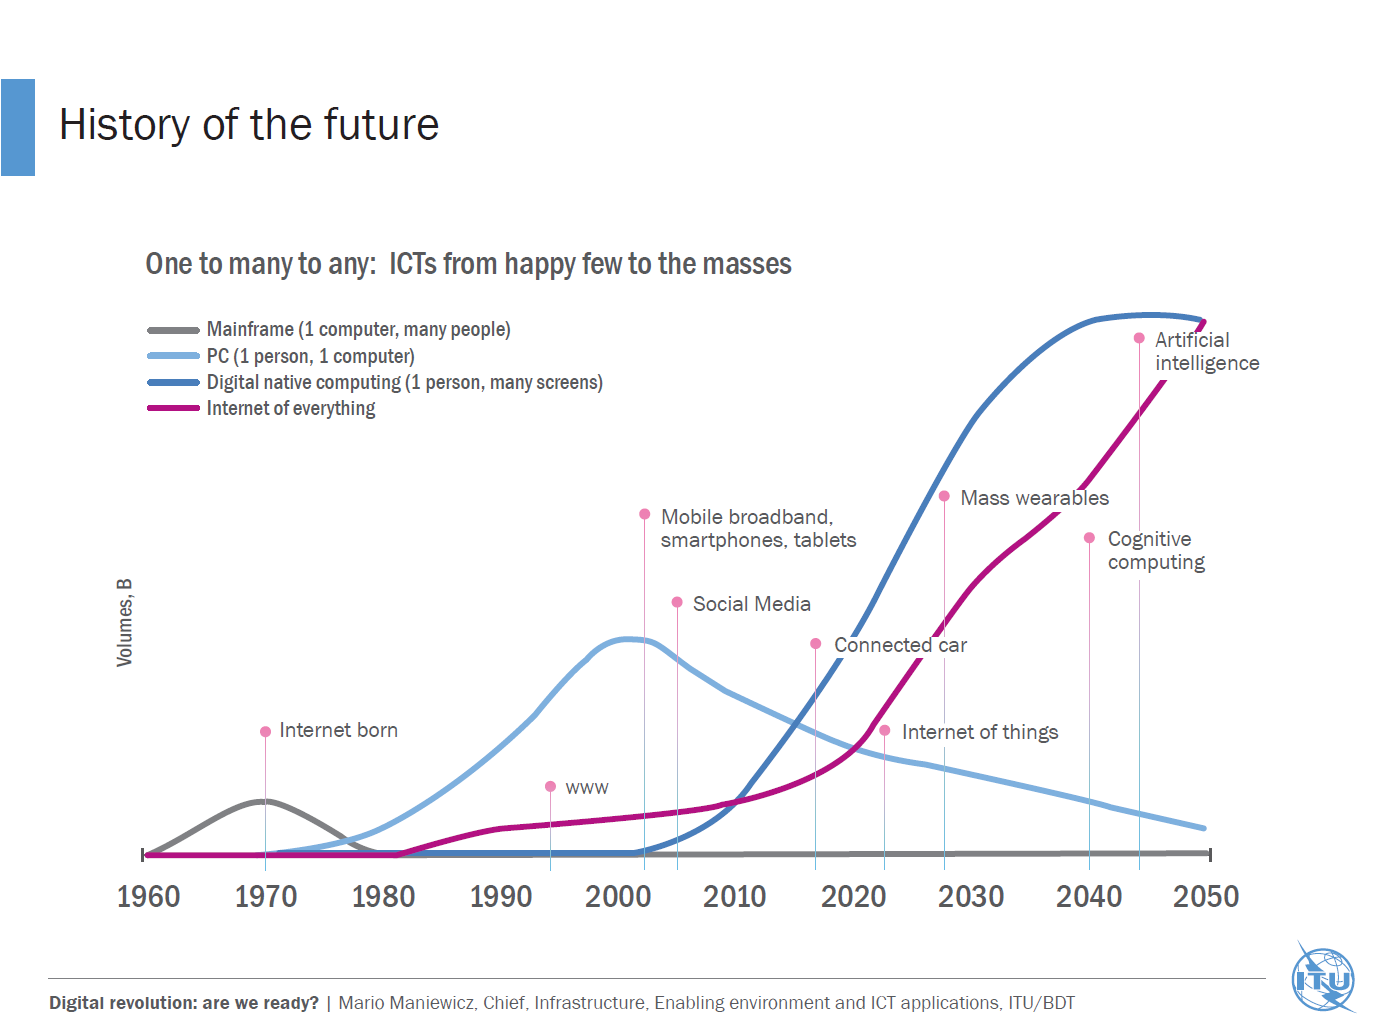 History of the future
One to many to any: ICTs from happy few to the masses
Mainframe (1 computer, many people)
PC (1 person, 1 computer)
Digital native computing (1 person, many screens)
Internet of everything
Artificial
intelligence
Mass wearables
Mobile broadband,
smartphones, tablets
Cognitive
computing
Social Media
Connected car
Volumes, B
Internet born
Internet of things
www
1960 1970 1980 1990 2000 2010 2020 2030 2040 2050
Digital revolution: are we ready? | Mario Maniewicz, Chief, Infrastructure, Enabling environment and ICT applications, ITU/BDT
ITU